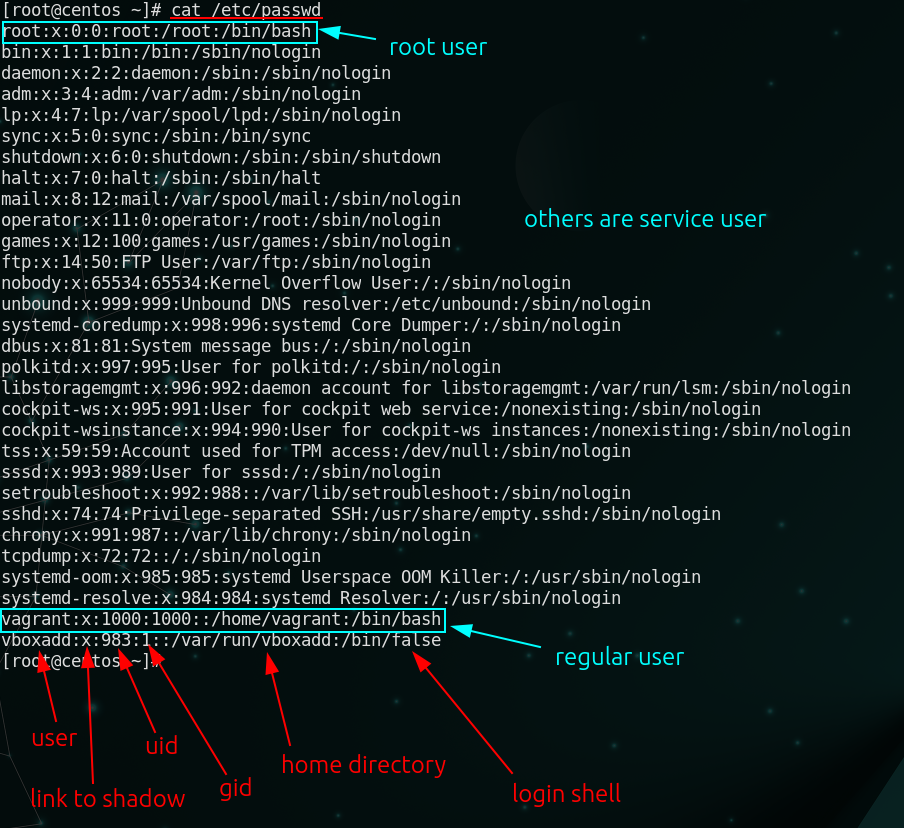 [root@centos ~]# cat /etc/passwd
root:x:0:0:root:/root:/bin/bash
root user
bin:x:1:1:bin:/bin:/sbin/nologin
daemon:x:2:2:daemon:/sbin:/sbin/nologin
adm:x:3:4:adm:/var/adm:/sbin/nologin
lp:x:4:7:lp:/var/spool/lpd:/sbin/nologin
sync:x:5:0:sync:/sbin:/bin/sync
shutdown:x:6:0:shutdown:/sbin:/sbin/shutdown
halt:x:7:0:halt:/sbin:/sbin/halt
mail:x:8:12:mail:/var/spool/mail:/sbin/nologin
operator:x:11:0:operator:/root:/sbin/nologin
others are service user
games:x:12:100:games:/usr/games:/sbin/nologin
ftp:x:14:50:FTP User:/var/ftp:/sbin/nologin
nobody:x:65534:65534:Kernel Overflow User:/:/sbin/nologin
unbound:x:999:999:Unbound DNS resolver:/etc/unbound:/sbin/nologin
systemd-coredump:x:998:996:systemd Core Dumper:/:/sbin/nologin
dbus:x:81:81:System message bus:/:/sbin/nologin
polkitd:x:997:995:User for polkitd:/:/sbin/nologin
libstoragemgmt:x:996:992:daemon account for libstoragemgmt:/var/run/lsm:/sbin/nologin
cockpit-ws:x:995:991:User for cockpit web service:/nonexisting:/sbin/nologin
cockpit-wsinstance:x:994:990:User for cockpit-ws instances:/nonexisting:/sbin/nologin
tss:x:59:59:Account used for TPM access:/dev/null:/sbin/nologin
sssd:x:993:989:User for sssd:/:/sbin/nologin
setroubleshoot:x:992:988::/var/lib/setroubleshoot:/sbin/nologin
sshd:x:74:74:Privilege-separated SSH:/usr/share/empty.sshd:/sbin/nologin
chrony:x:991:987::/var/lib/chrony:/sbin/nologin
tcpdump:x:72:72::/:/sbin/nologin
systemd-oom:x:985:985:systemd Userspace OOM Killer:/:/usr/sbin/nologin
systemd-resolve:x:984:984:systemd Resolver:/:/usr/sbin/nologin
vagrant:x:1000:1000::/home/vagrant:/bin/bash
vboxadd:x:983:1::/var/run/vboxadd:/bin/false
regular user
[root@centos ~]#
user
uid
home directory
gid
link to shadow
login shell